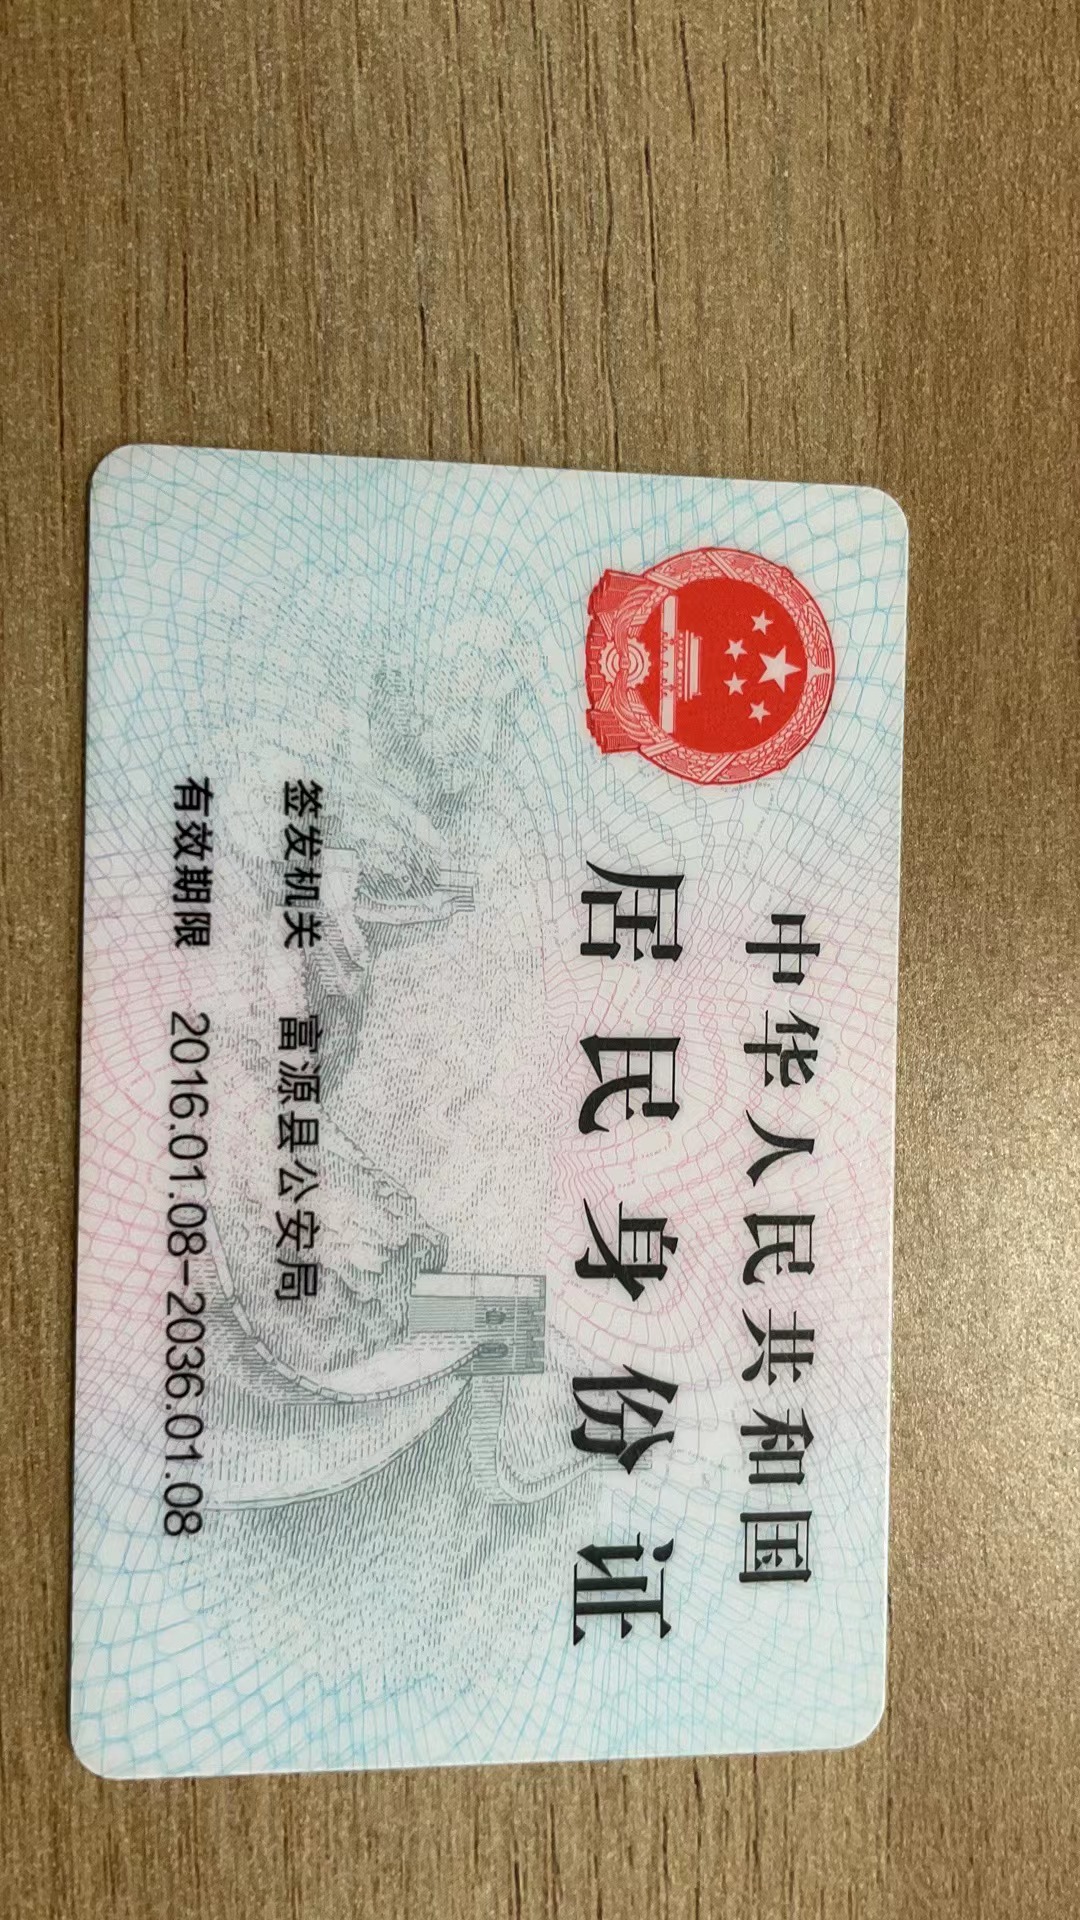 中华人民共和国
居民身份证
签发机关 富源县公安局
有效期限 2016.01.08-2036.01.08